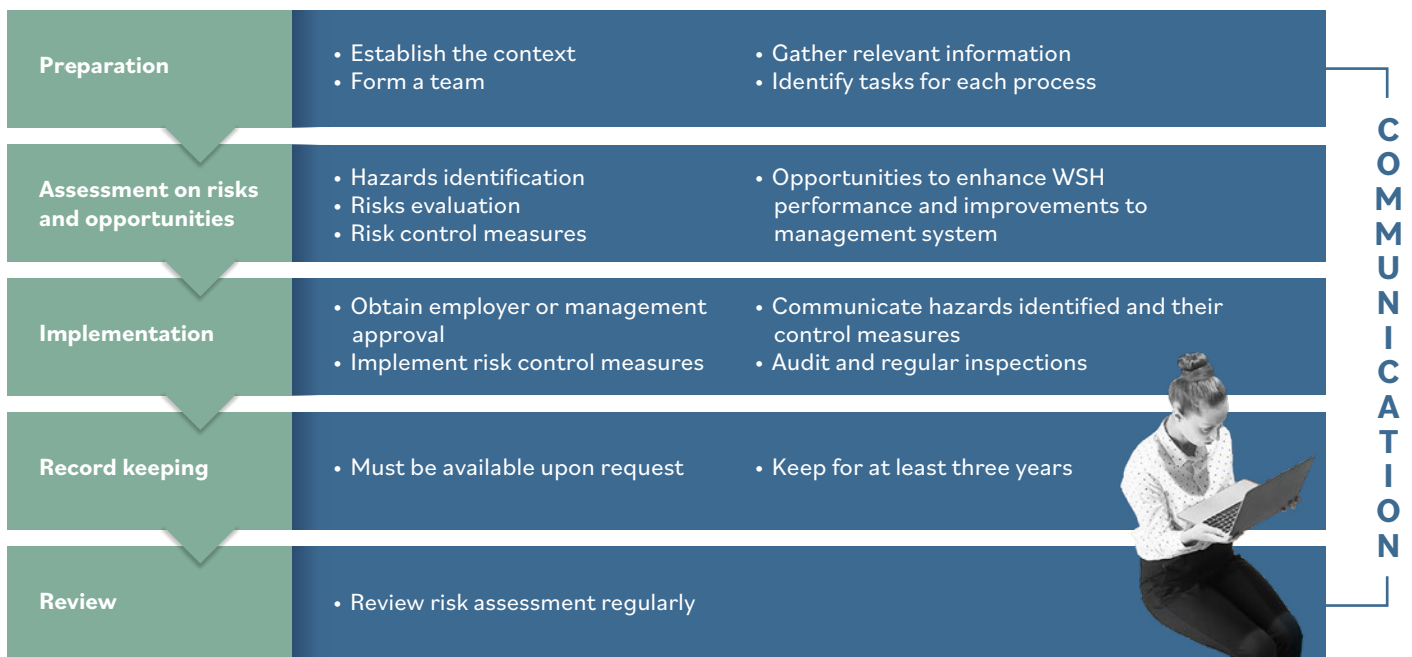 Preparation
• Establish the context
• Form a team
• Gather relevant information
• Identify tasks for each process
Assessment on risks
and opportunities
• Hazards identification
• Risks evaluation
• Risk control measures
• Opportunities to enhance WSH
performance and improvements to
management system
Implementation
• Obtain employer or management
approval
• Implement risk control measures
• Communicate hazards identified and their
control measures
• Audit and regular inspections
Record keeping
• Must be available upon request
• Keep for at least three years
Review
• Review risk assessment regularly
COMMUNICATION